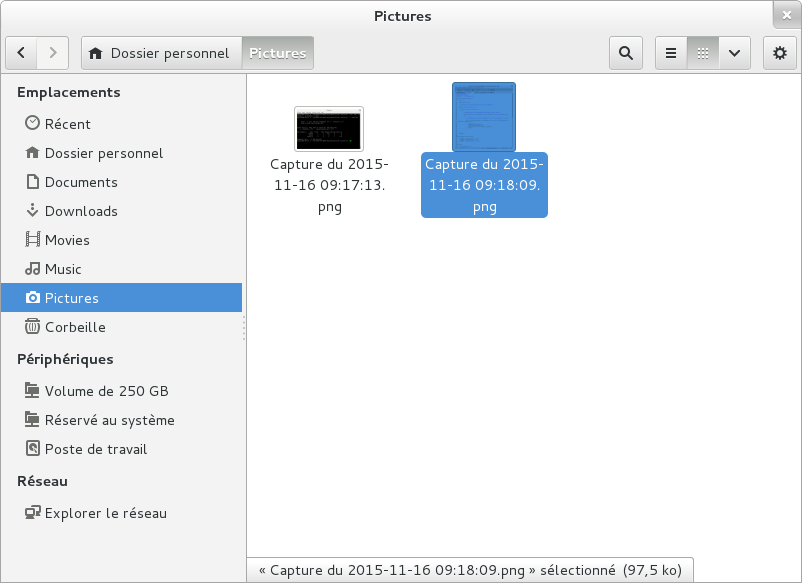 Pictures
Dossier personnel
Pictures
Emplacements
Récent
Dossier personnel
Documents
Downloads
Movies
Music
Pictures
Corbeille
Périphériques
Volume de 250 GB
Réservé au système
Poste de travail
Réseau
Explorer le réseau
Capture du 2015-
11-16 09:17:13.
png
Capture du 2015-
11-16 09:18:09.
png
« Capture du 2015-11-16 09:18:09.png » sélectionné (97,5 ko)